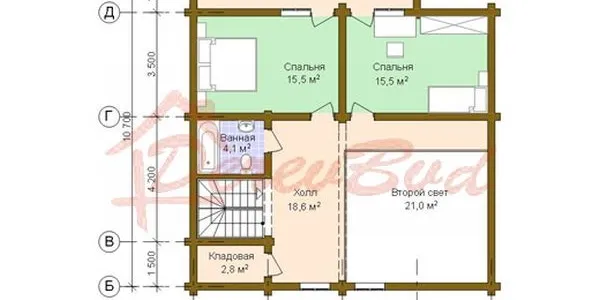 Д
Спальня
15,5 м²
Спальня
15,5 м²
3.500
Г
10 700
Ванная
4,1 м²
4.200
Холл
18,6 м²
Второй свет
21,0 м²
В
Кладовая
2,8 м²
1 500
Б